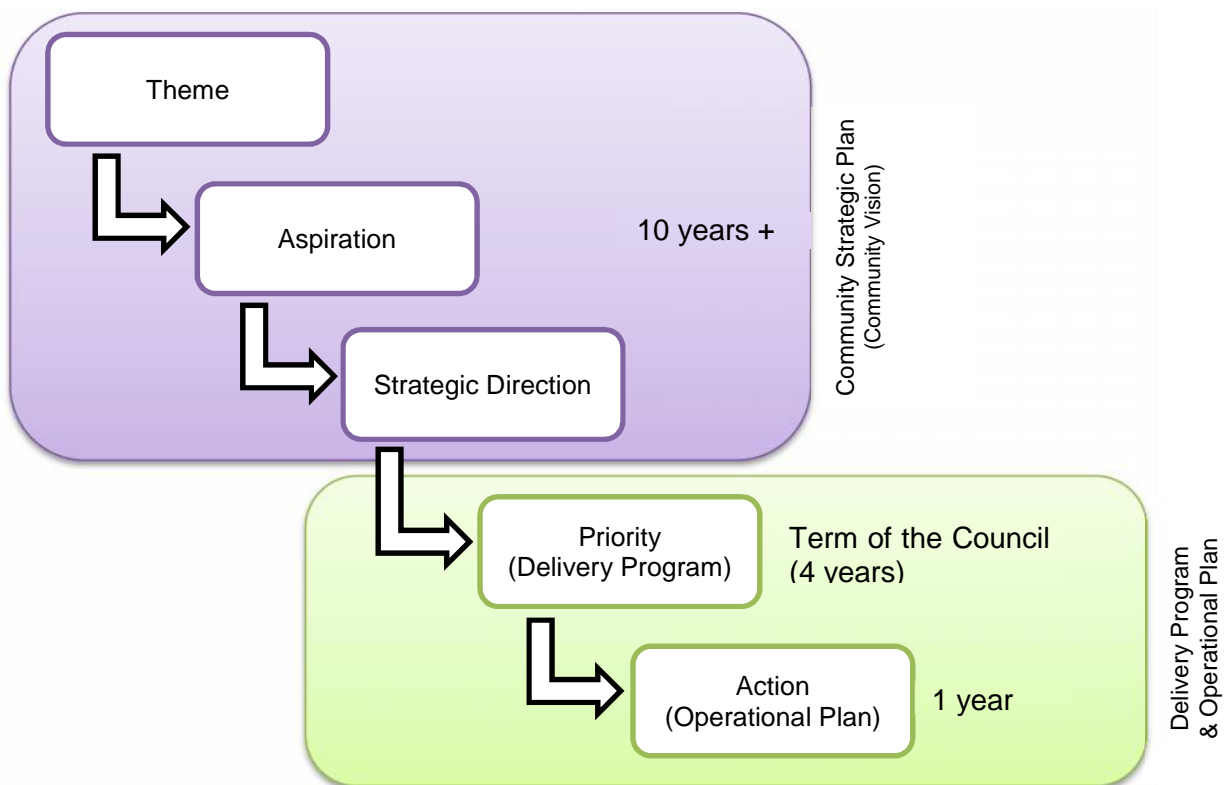 Theme
Aspiration
10 years +
Strategic Direction
Community Strategic Plan
(Community Vision)
Priority
(Delivery Program)
Term of the Council
(4 years)
Action
(Operational Plan)
1 year
Delivery Program
& Operational Plan